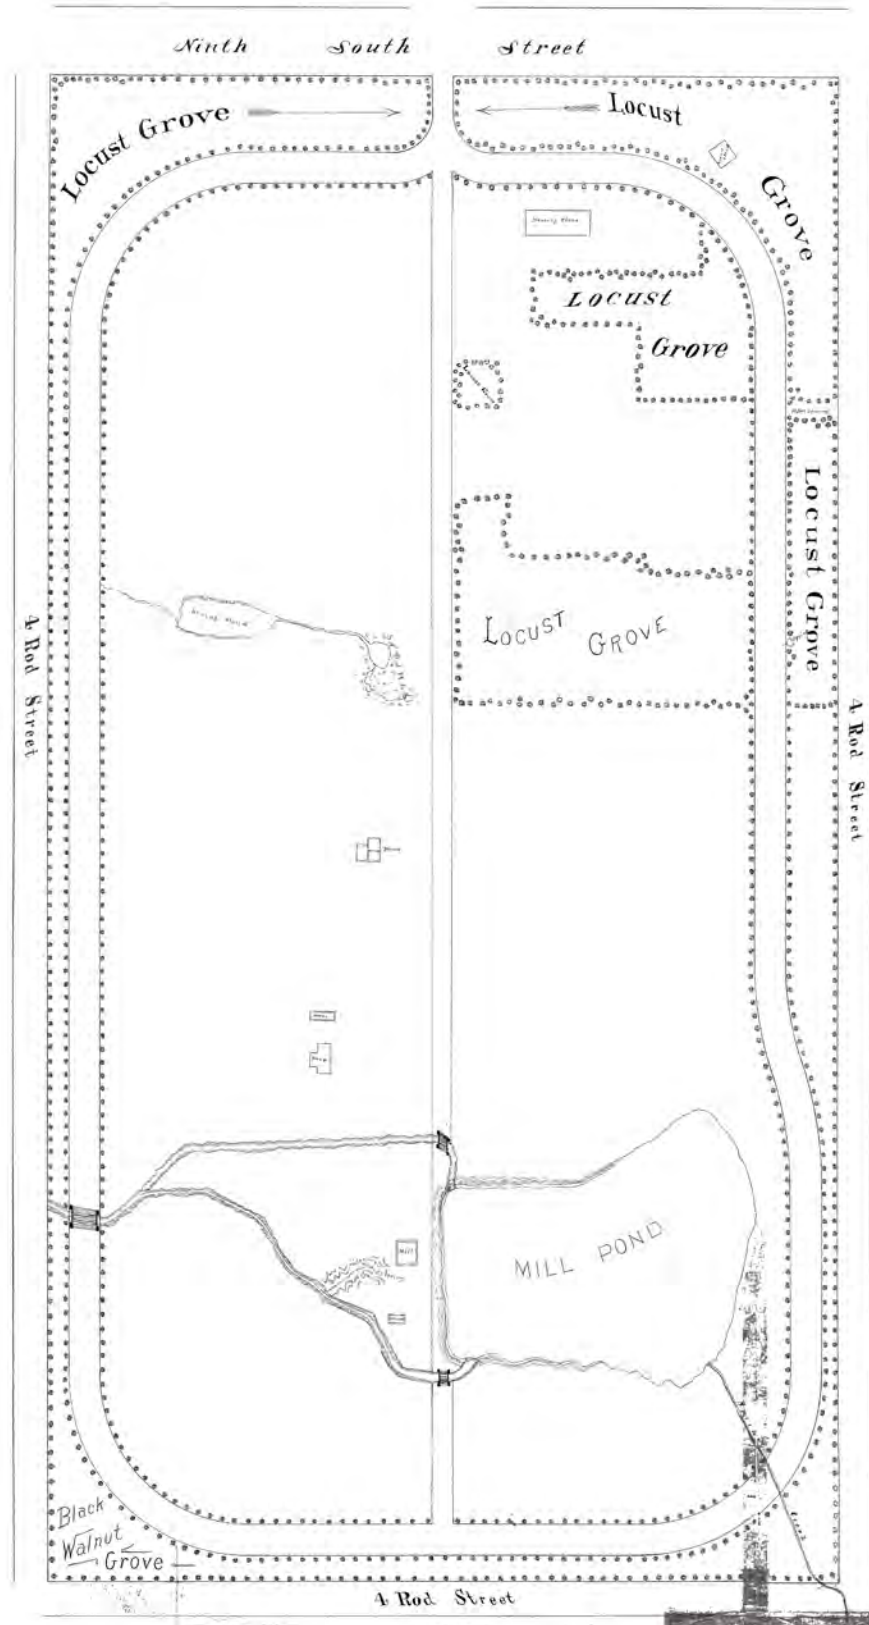 Ninth South Street
Locust Grove
Locust Grove
Locust
Grove
Locust Grove
LOCUST GROVE
4 Rod Street
4 Rod Street
MILL POND
Mill
Black
Walnut
Grove
4 Rod Street